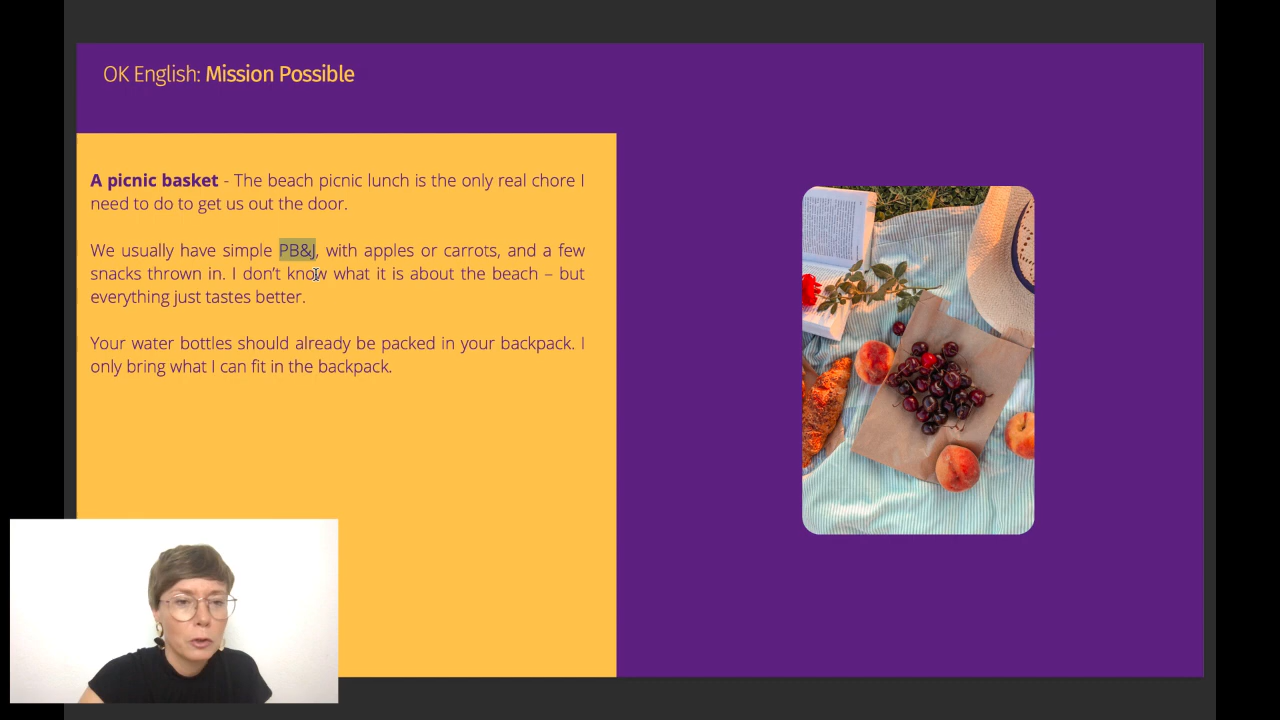 OK English: Mission Possible
A picnic basket - The beach picnic lunch is the only real chore I
need to do to get us out the door.
We usually have simple PB&J, with apples or carrots, and a few
snacks thrown in. I don’t know what it is about the beach – but
everything just tastes better.
Your water bottles should already be packed in your backpack. I
only bring what I can fit in the backpack.